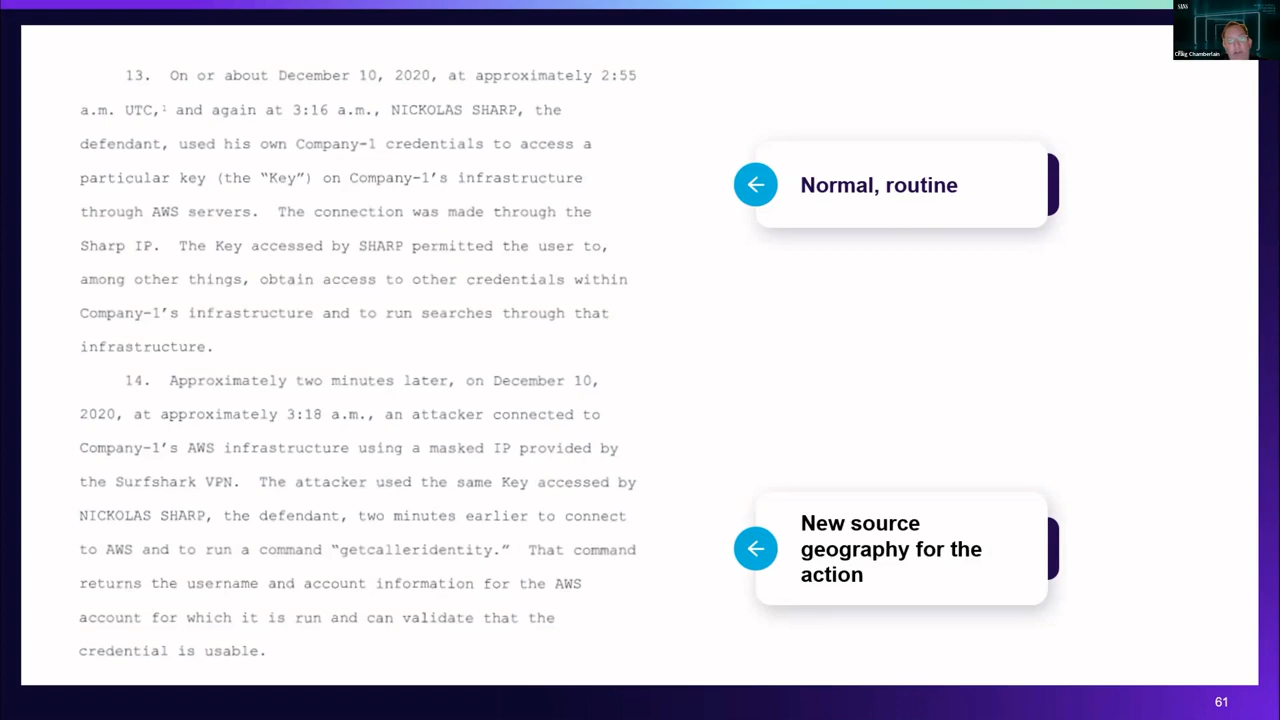 SANS
Craig Chamberlain
13. On or about December 10, 2020, at approximately 2:55
a.m. UTC,¹ and again at 3:16 a.m., NICKOLAS SHARP, the
defendant, used his own Company-1 credentials to access a
particular key (the “Key”) on Company-1’s infrastructure
through AWS servers. The connection was made through the
Sharp IP. The Key accessed by SHARP permitted the user to,
among other things, obtain access to other credentials within
Company-1’s infrastructure and to run searches through that
infrastructure.
14. Approximately two minutes later, on December 10,
2020, at approximately 3:18 a.m., an attacker connected to
Company-1’s AWS infrastructure using a masked IP provided by
the Surfshark VPN. The attacker used the same Key accessed by
NICKOLAS SHARP, the defendant, two minutes earlier to connect
to AWS and to run a command “getcalleridentity.” That command
returns the username and account information for the AWS
account for which it is run and can validate that the
credential is usable.
Normal, routine
New source
geography for the
action
61